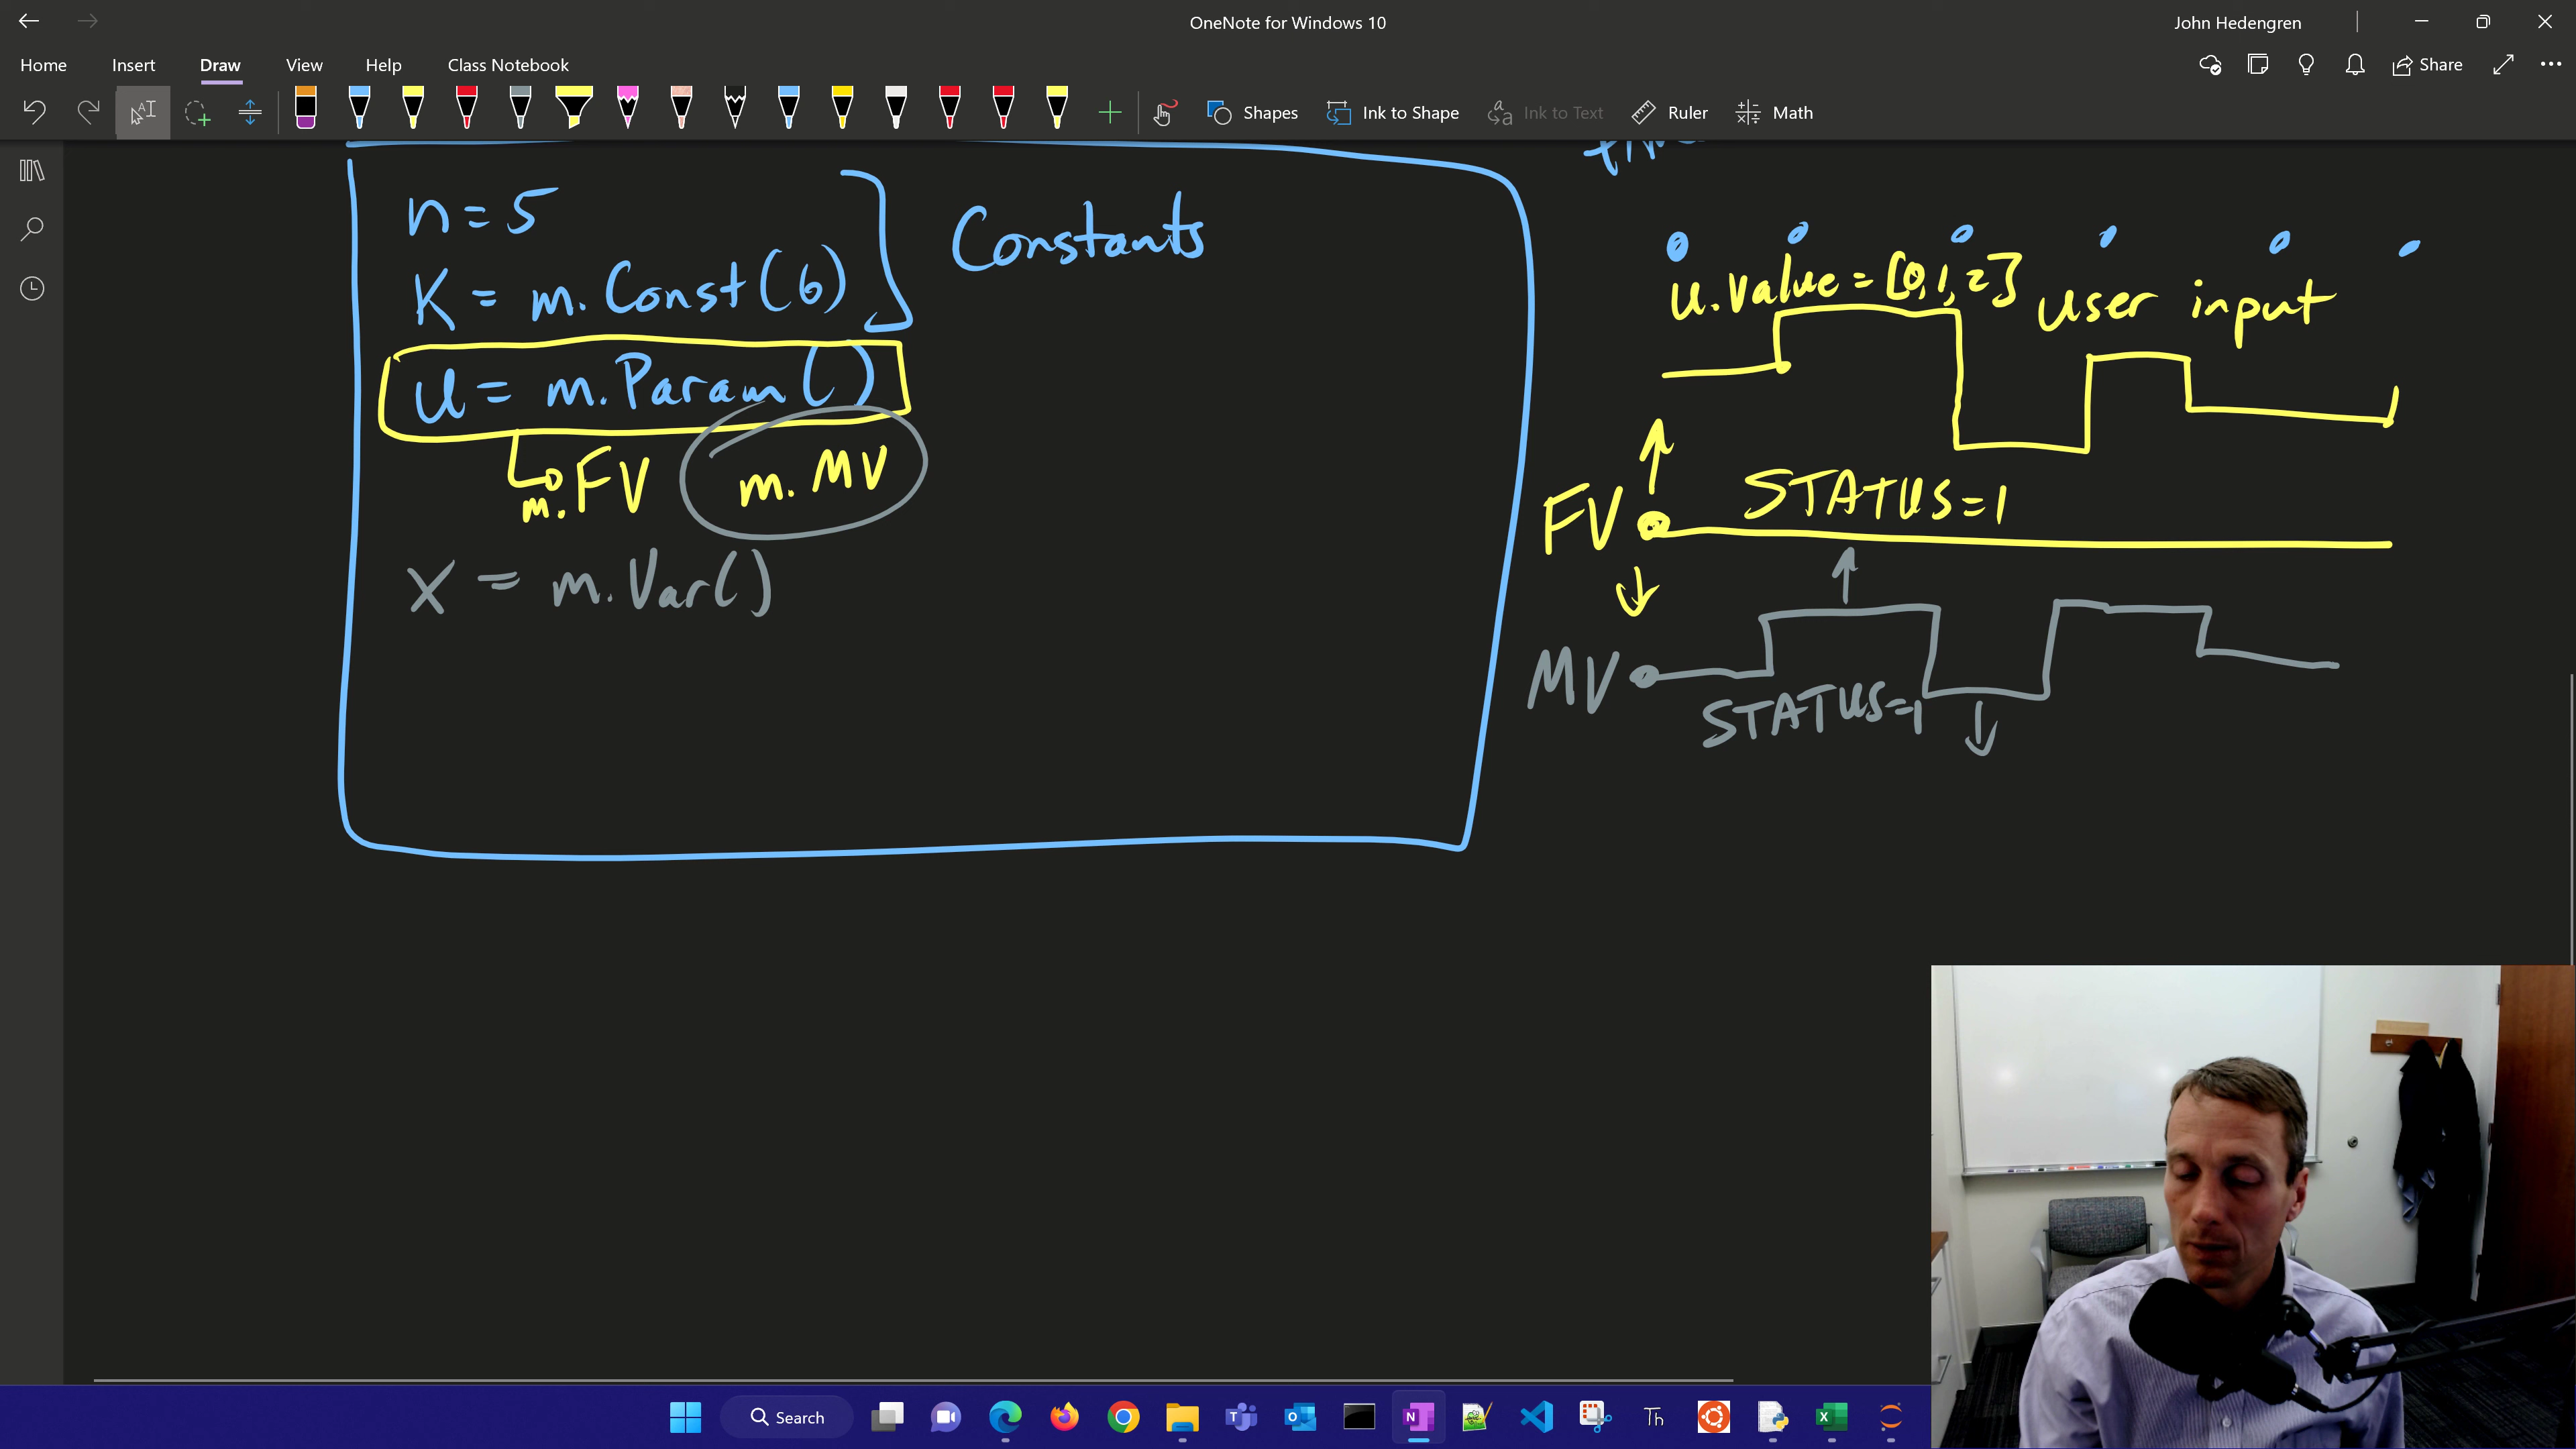 OneNote for Windows 10
John Hedengren
Home Insert Draw View Help Class Notebook
Share
Shapes
Ink to Shape
Ink to Text
Ruler
Math
n = 5
K = m.Const(6)
Constants
u = m.Param()
m.FV
m.MV
x = m.Var()
u.value = [0,1,2]
user input
FV
STATUS=1
MV
STATUS=1
Search
Th